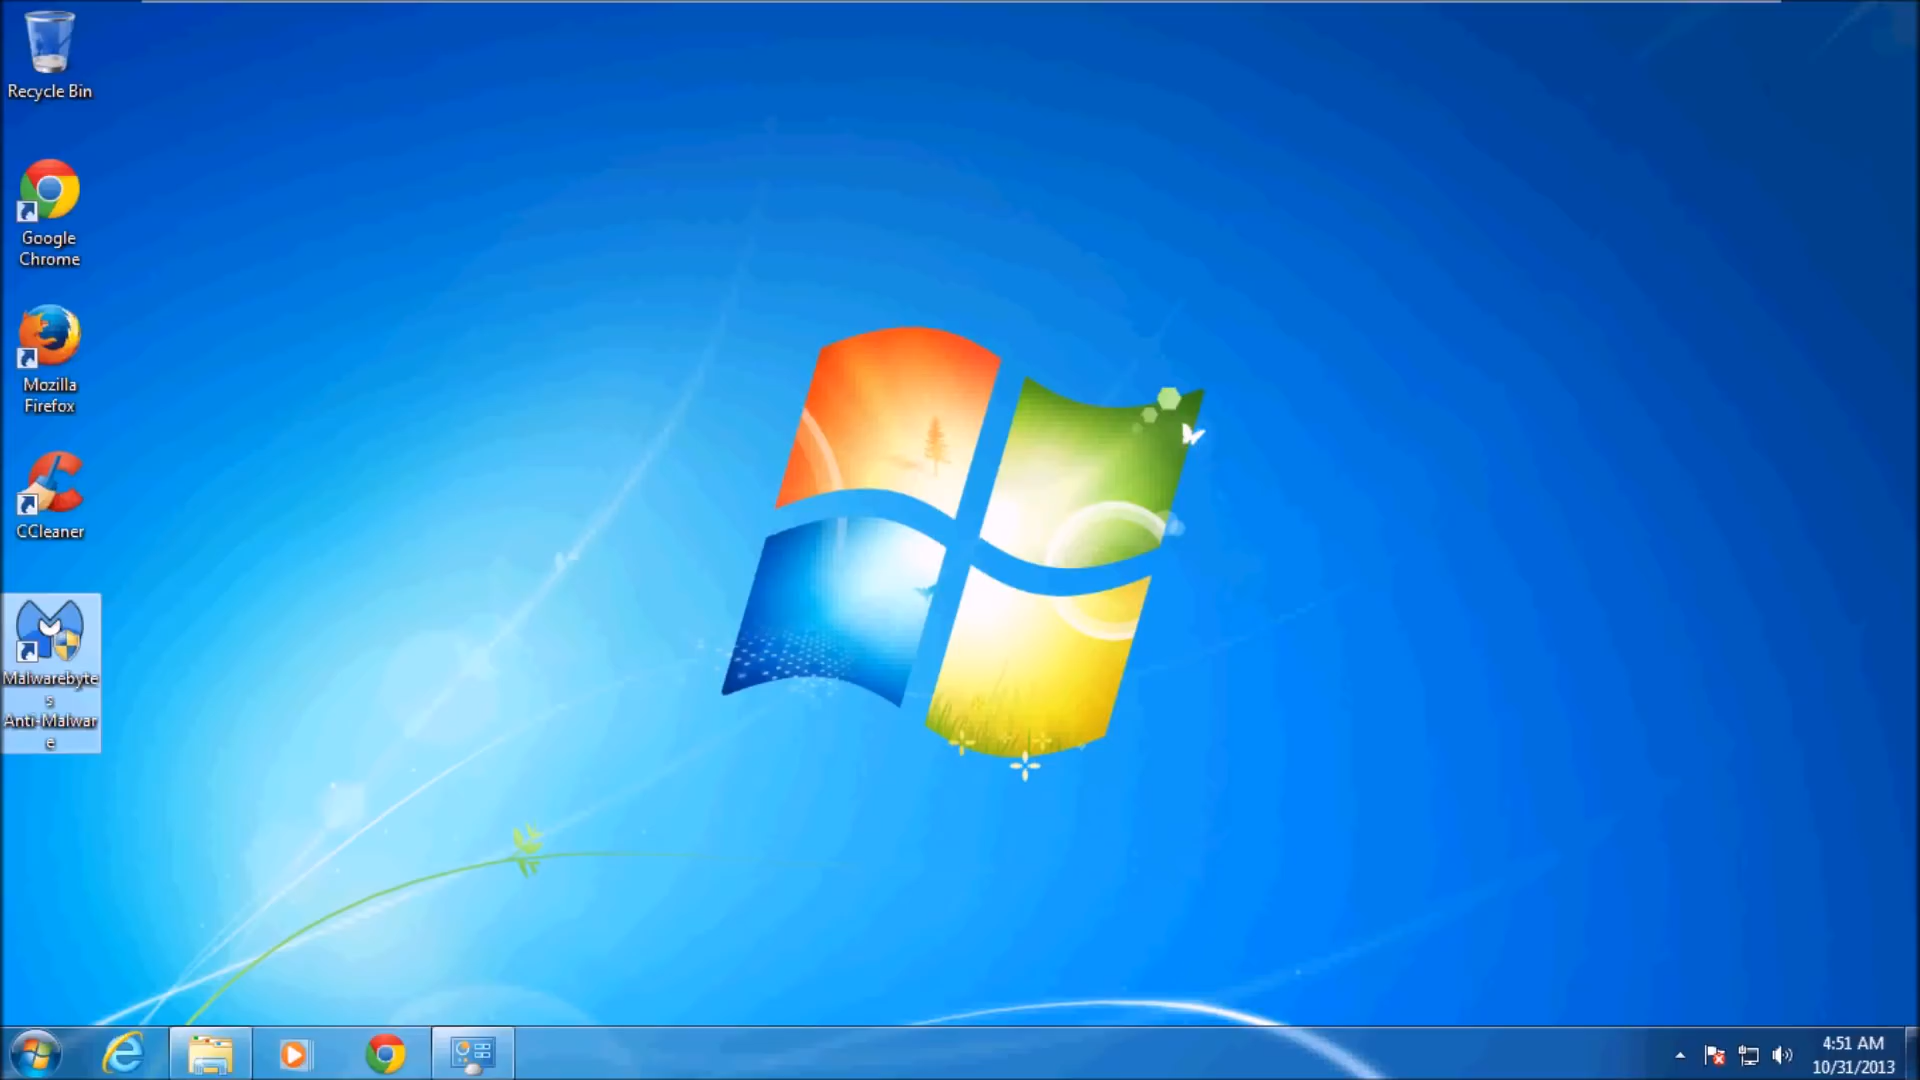 Recycle Bin
Google
Chrome
Mozilla
Firefox
CCleaner
Malwarebyte
s
Anti-Malwar
e
4:51 AM
10/31/2013